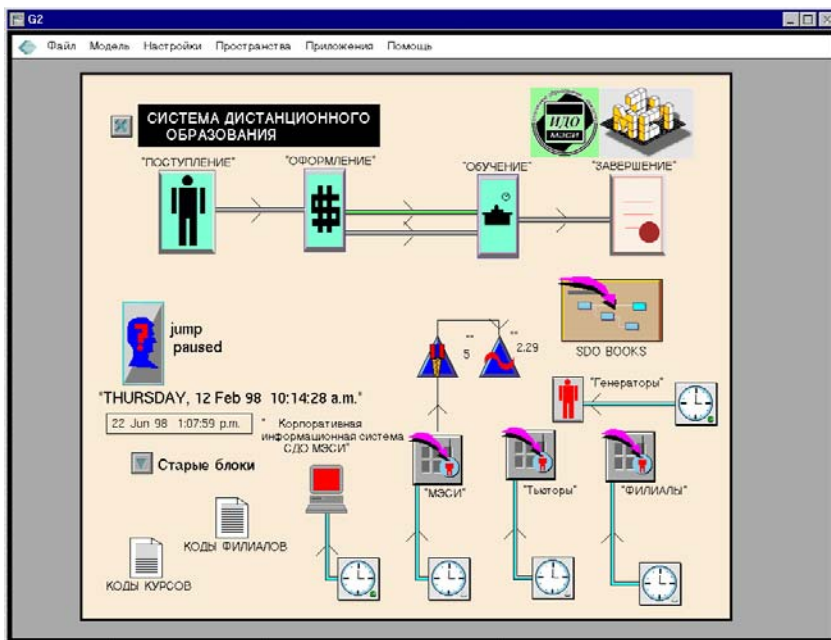 G2
Файл Модель Настройки Пространства Приложения Помощь
СИСТЕМА ДИСТАНЦИОННОГО
ОБРАЗОВАНИЯ
ИДО
МЭСИ
"ПОСТУПЛЕНИЕ"
"ОФОРМЛЕНИЕ"
"ОБУЧЕНИЕ"
"ЗАВЕРШЕНИЕ"
jump
paused
""
5
""
2.29
SDO BOOKS
"THURSDAY, 12 Feb 98 10:14:28 a.m."
"Генераторы"
22 Jun 98 1:07:59 p.m.
" Корпоративная
информационная система
СДО МЭСИ"
Старые блоки
"МЭСИ"
"Тьюторы"
"ФИЛИАЛЫ"
КОДЫ ФИЛИАЛОВ
КОДЫ КУРСОВ